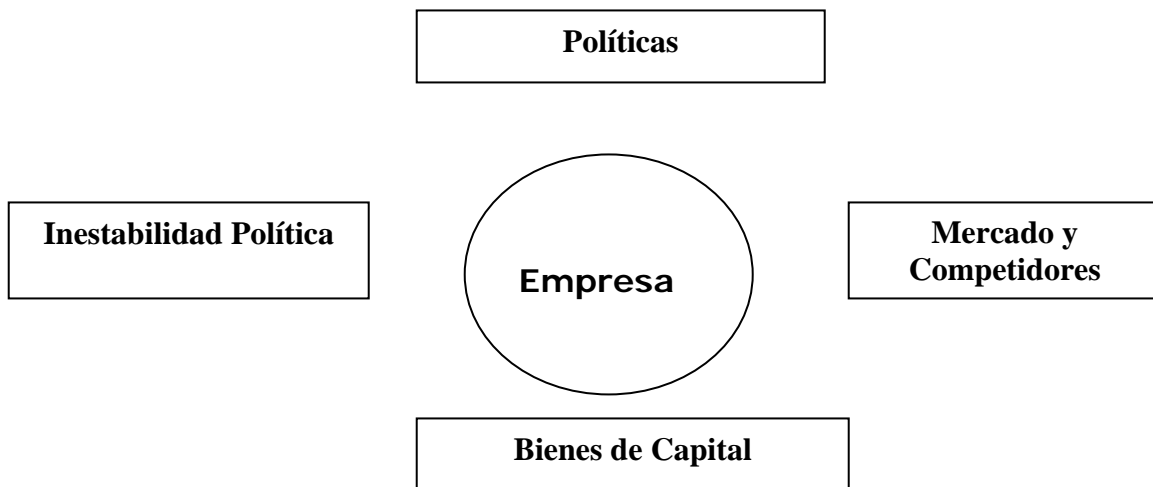 Políticas
Inestabilidad Política
Empresa
Mercado y
Competidores
Bienes de Capital